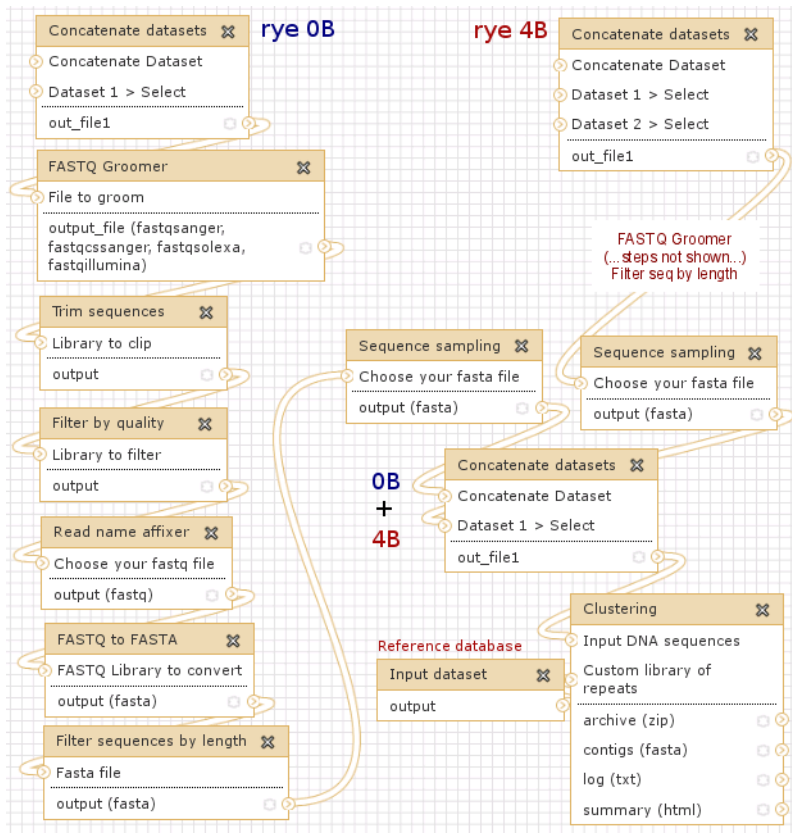 rye 0B
Concatenate datasets
Concatenate Dataset
Dataset 1 > Select
out_file1
FASTQ Groomer
File to groom
output_file (fastqsanger,
fastqcssanger, fastqsolexa,
fastqillumina)
Trim sequences
Library to clip
output
Filter by quality
Library to filter
output
Read name affixer
Choose your fastq file
output (fastq)
FASTQ to FASTA
FASTQ Library to convert
output (fasta)
Filter sequences by length
Fasta file
output (fasta)
Sequence sampling
Choose your fasta file
output (fasta)
rye 4B
Concatenate datasets
Concatenate Dataset
Dataset 1 > Select
Dataset 2 > Select
out_file1
FASTQ Groomer
(...steps not shown...)
Filter seq by length
Sequence sampling
Choose your fasta file
output (fasta)
0B
+
4B
Concatenate datasets
Concatenate Dataset
Dataset 1 > Select
out_file1
Reference database
Input dataset
output
Clustering
Input DNA sequences
Custom library of
repeats
archive (zip)
contigs (fasta)
log (txt)
summary (html)